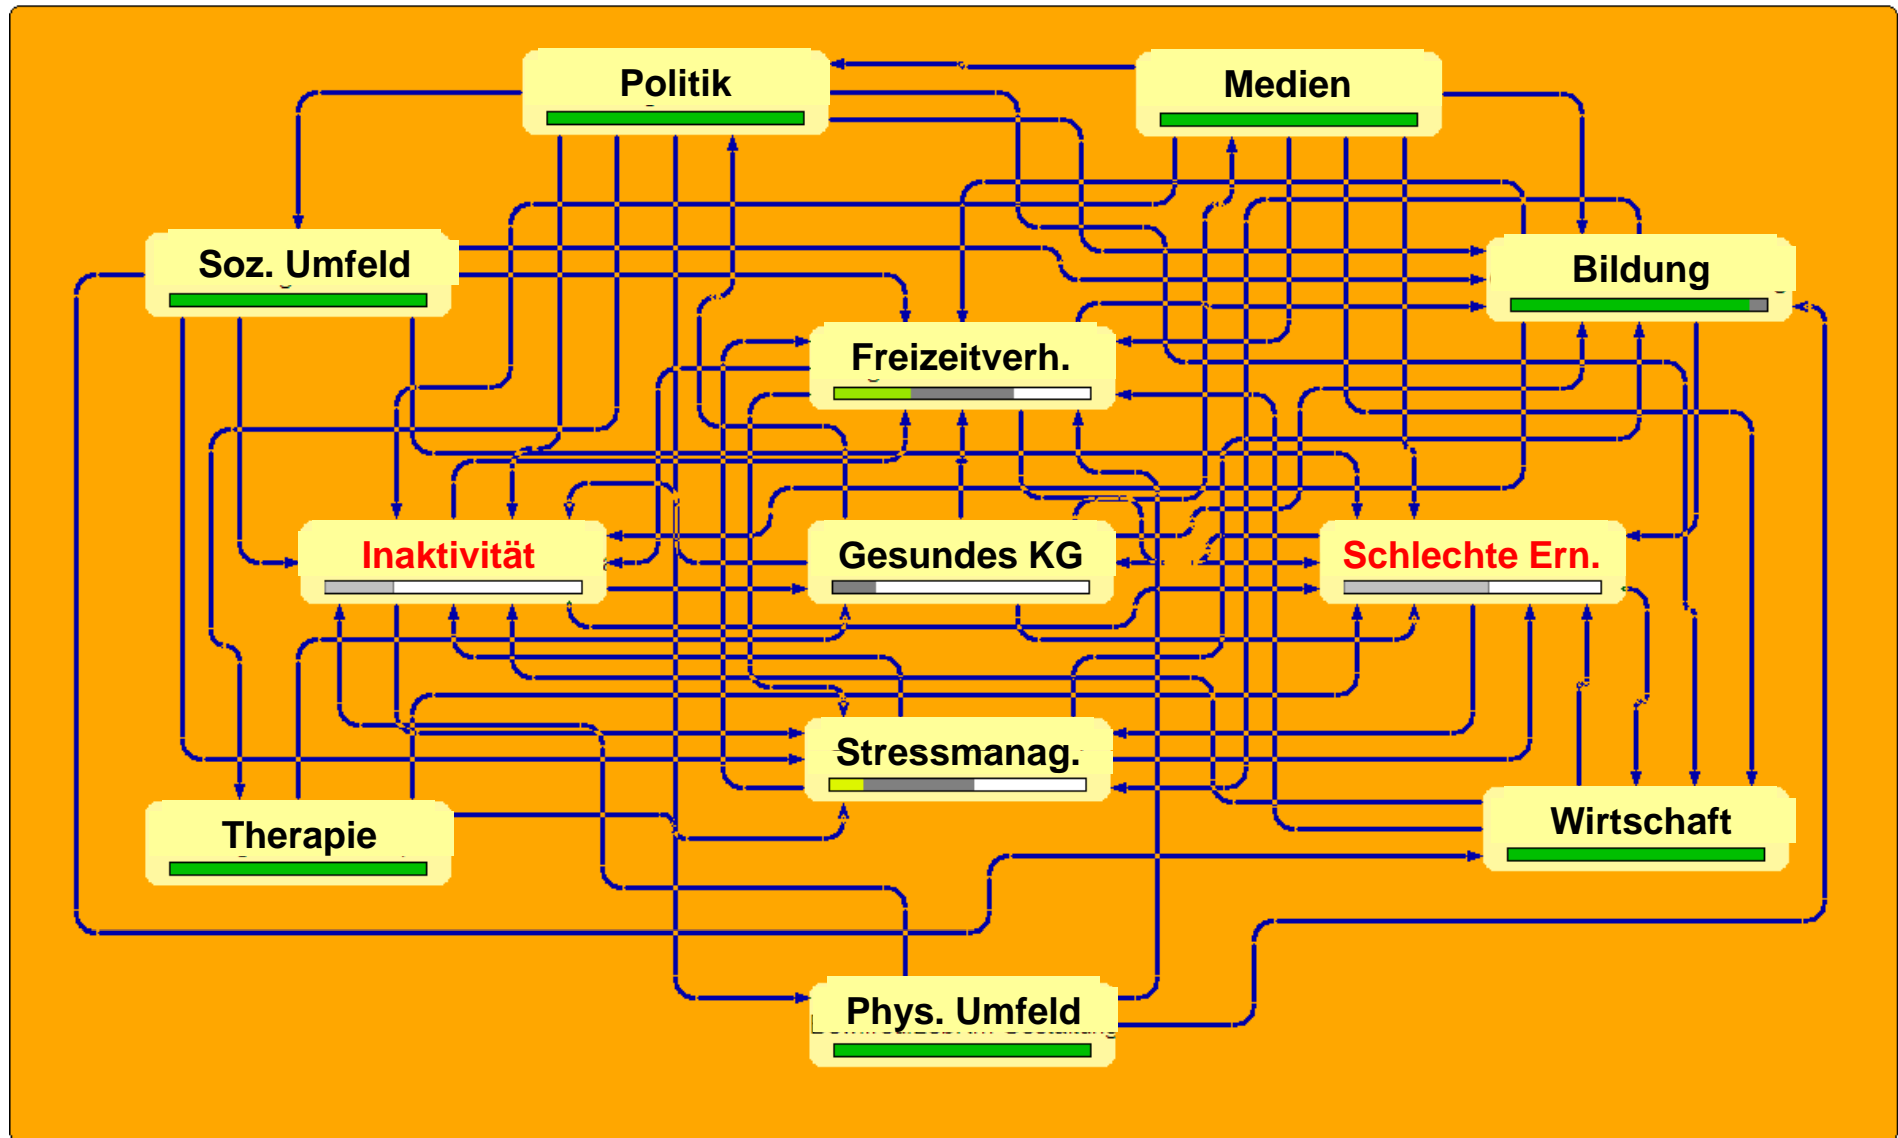 Politik
Medien
Soz. Umfeld
Bildung
Freizeitverh.
Inaktivität
Gesundes KG
Schlechte Ern.
Stressmanag.
Therapie
Wirtschaft
Phys. Umfeld